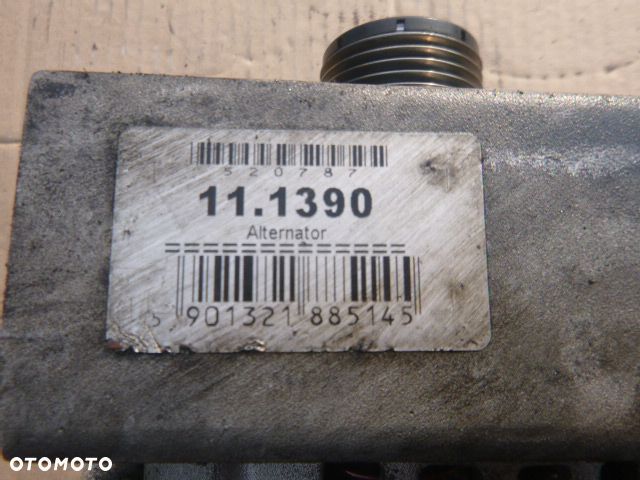 520787
11.1390
Alternator
=============
5 901321 885145
OTOMOTO